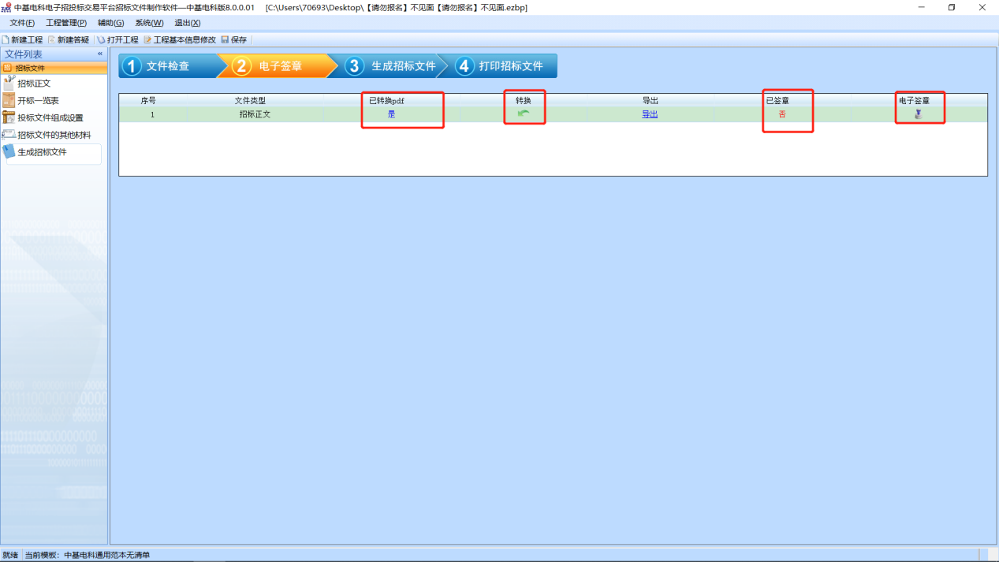 中基电科电子招投标交易平台招标文件制作软件—中基电科版8.0.0.01 [C:\Users\70693\Desktop\【请勿报名】不见面【请勿报名】不见面.ezbp]
文件(F) 工程管理(P) 辅助(G) 系统(W) 退出(X)
新建工程 新建答疑 打开工程 工程基本信息修改 保存
文件列表 «
招标文件
招标正文
开标一览表
投标文件组成设置
招标文件的其他材料
生成招标文件
1 文件检查 2 电子签章 3 生成招标文件 4 打印招标文件
序号 文件类型 已转换pdf 转换 导出 已签章 电子签章
1 招标正文 是 导出 否
就绪 当前模板：中基电科通用范本无清单